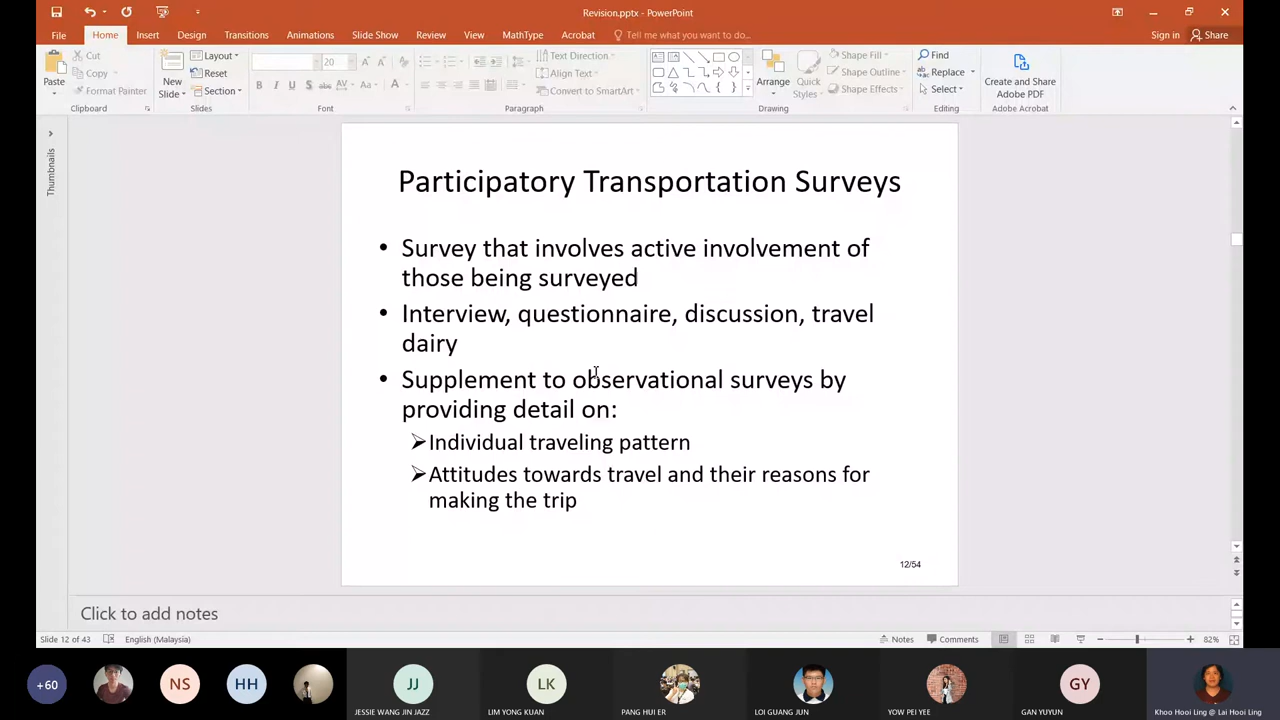 Revision.pptx - PowerPoint
File Home Insert Design Transitions Animations Slide Show Review View MathType Acrobat Tell me what you want to do... Sign in Share
Paste
Cut
Copy
Format Painter
Clipboard
New
Slide
Layout
Reset
Section
Slides
20
Font
Text Direction
Align Text
Convert to SmartArt
Paragraph
Arrange
Quick
Styles
Shape Fill
Shape Outline
Shape Effects
Drawing
Find
Replace
Select
Editing
Create and Share
Adobe PDF
Adobe Acrobat
Thumbnails
Participatory Transportation Surveys
• Survey that involves active involvement of
those being surveyed
• Interview, questionnaire, discussion, travel
dairy
• Supplement to observational surveys by
providing detail on:
➢Individual traveling pattern
➢Attitudes towards travel and their reasons for
making the trip
12/54
Click to add notes
Slide 12 of 43 English (Malaysia) Notes Comments 82%
+60 NS HH JJ LK GY
JESSIE WANG JIN JAZZ LIM YONG KUAN PANG HUI ER LOI GUANG JUN YOW PEI YEE GAN YUYUN Khoo Hooi Ling @ Lai Hooi Ling